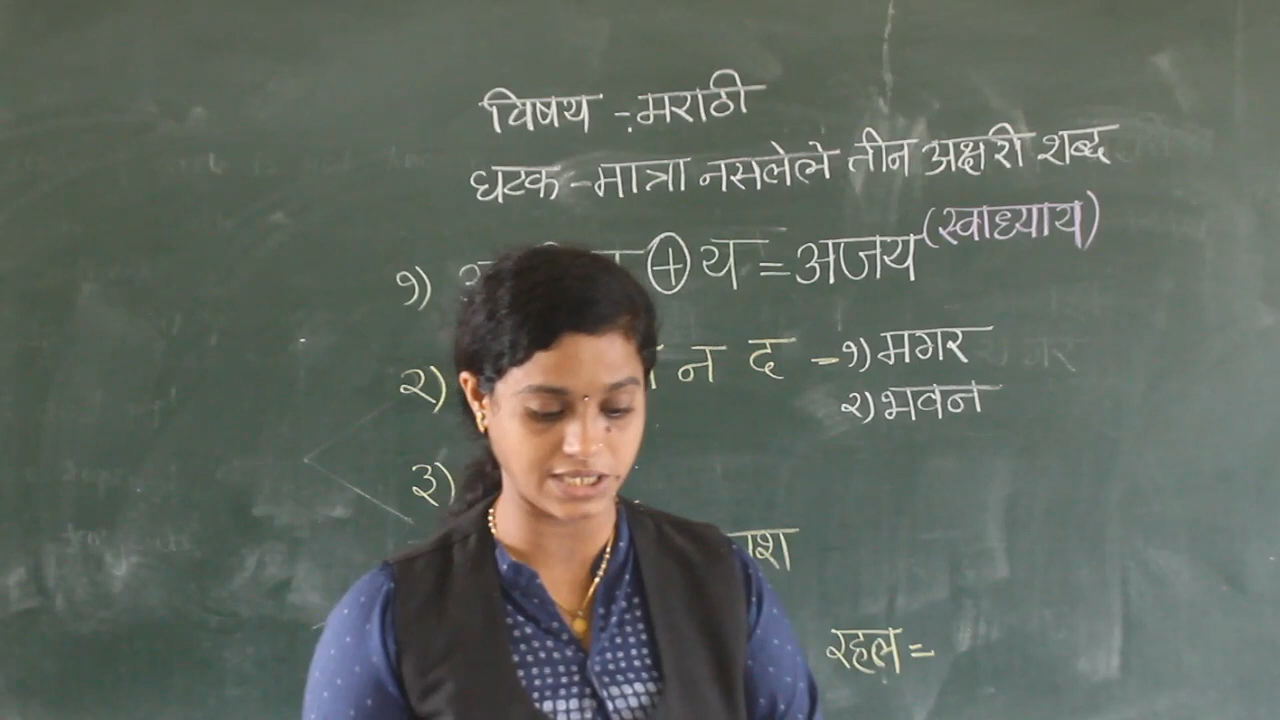 विषय -: मराठी
घटक - मात्रा नसलेले तीन अक्षरी शब्द
(स्वाध्याय)
१) ⊕ य = अजय
२) न द - १) मगर
२) भवन
३)
रहल =